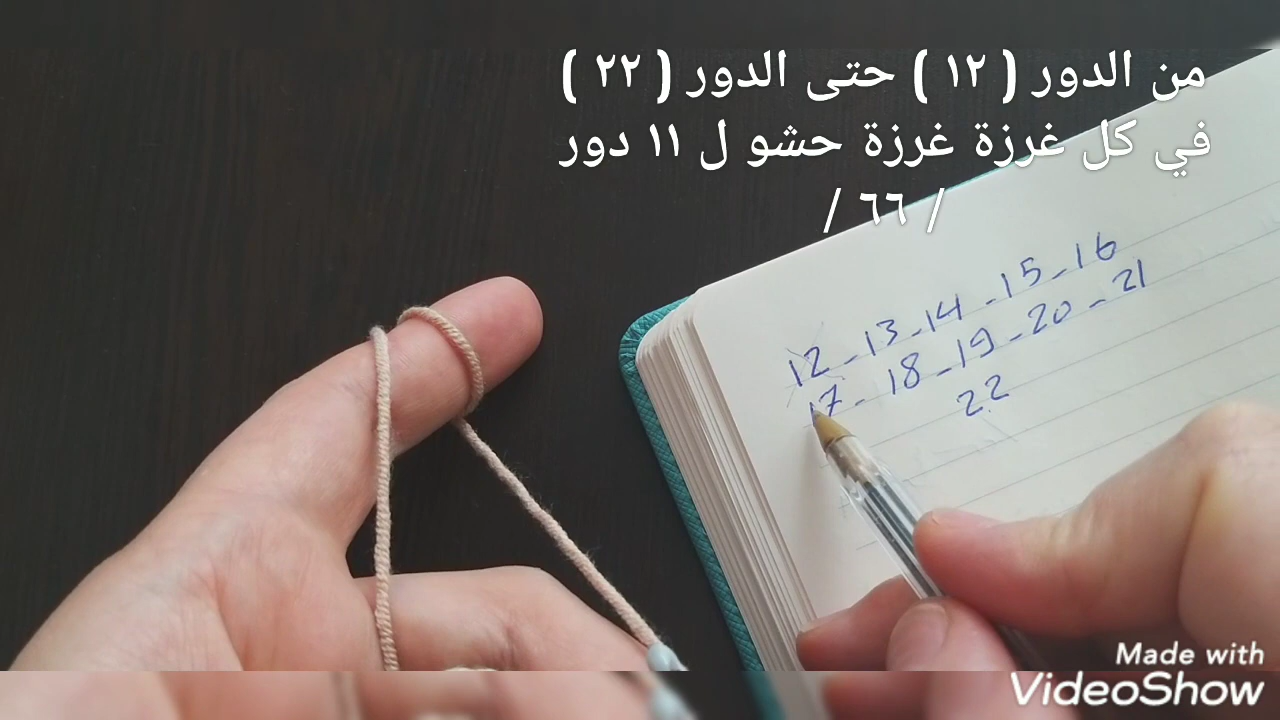 من الدور ( ١٢ ) حتى الدور ( ٢٢ )
في كل غرزة غرزة حشو ل ١١ دور
/ ٦٦ /
12 - 13 - 14 - 15 - 16
17 - 18 - 19 - 20 - 21
22
Made with
VideoShow